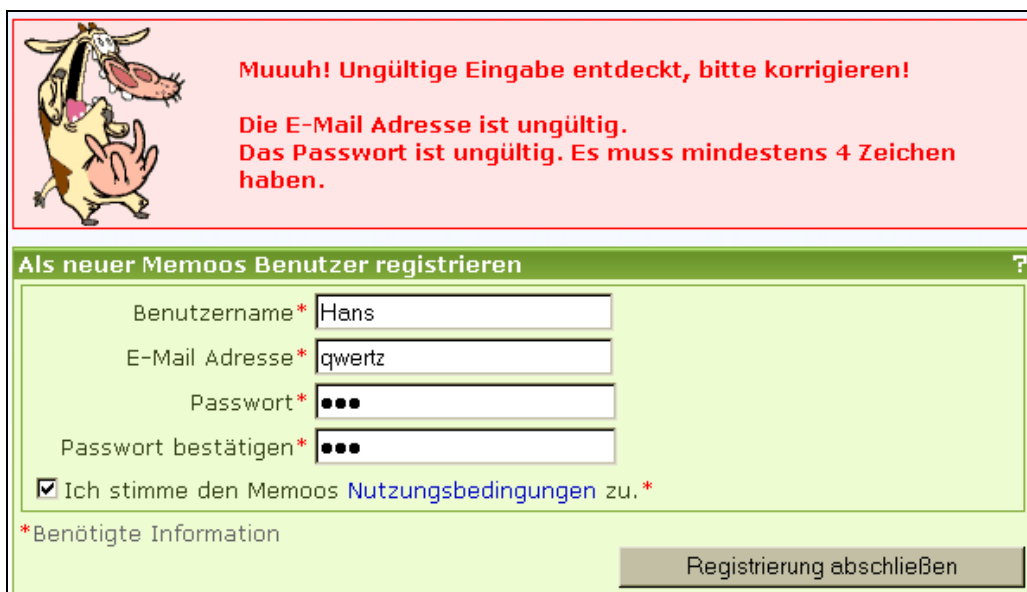 Muuuh! Ungültige Eingabe entdeckt, bitte korrigieren!
Die E-Mail Adresse ist ungültig.
Das Passwort ist ungültig. Es muss mindestens 4 Zeichen
haben.
Als neuer Memoos Benutzer registrieren ?
Benutzername* Hans
E-Mail Adresse* qwertz
Passwort* •••
Passwort bestätigen* •••
Ich stimme den Memoos Nutzungsbedingungen zu.*
*Benötigte Information
Registrierung abschließen